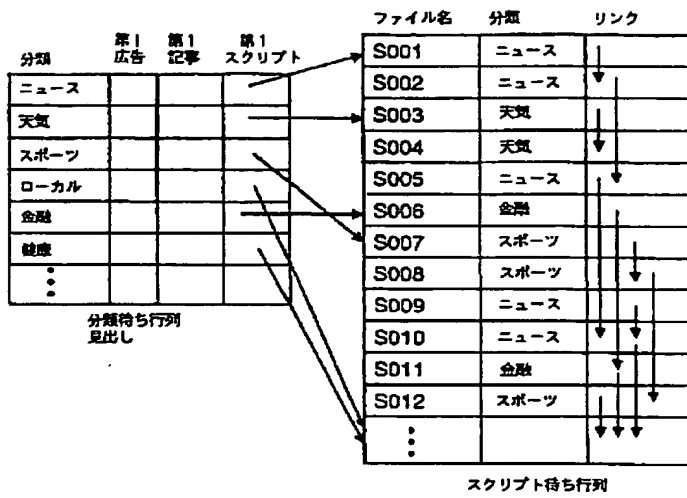 分類
第1
広告
第1
記事
第1
スクリプト
ニュース
天気
スポーツ
ローカル
金融
健康
分類待ち行列
見出し
ファイル名 分類 リンク
S001 ニュース
S002 ニュース
S003 天気
S004 天気
S005 ニュース
S006 金融
S007 スポーツ
S008 スポーツ
S009 ニュース
S010 ニュース
S011 金融
S012 スポーツ
スクリプト待ち行列